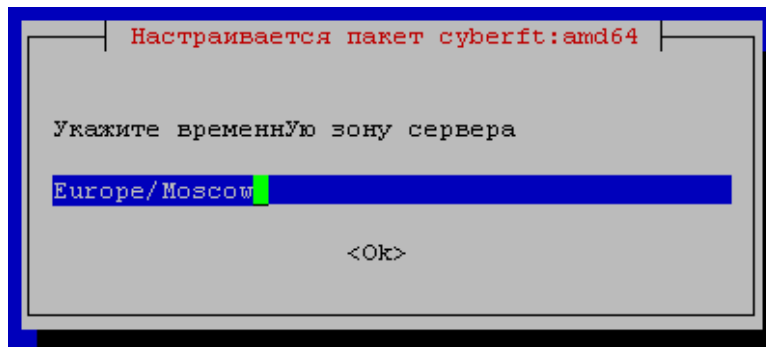 Настраивается пакет cyberft:amd64
Укажите временнУю зону сервера
Europe/Moscow
<Ok>